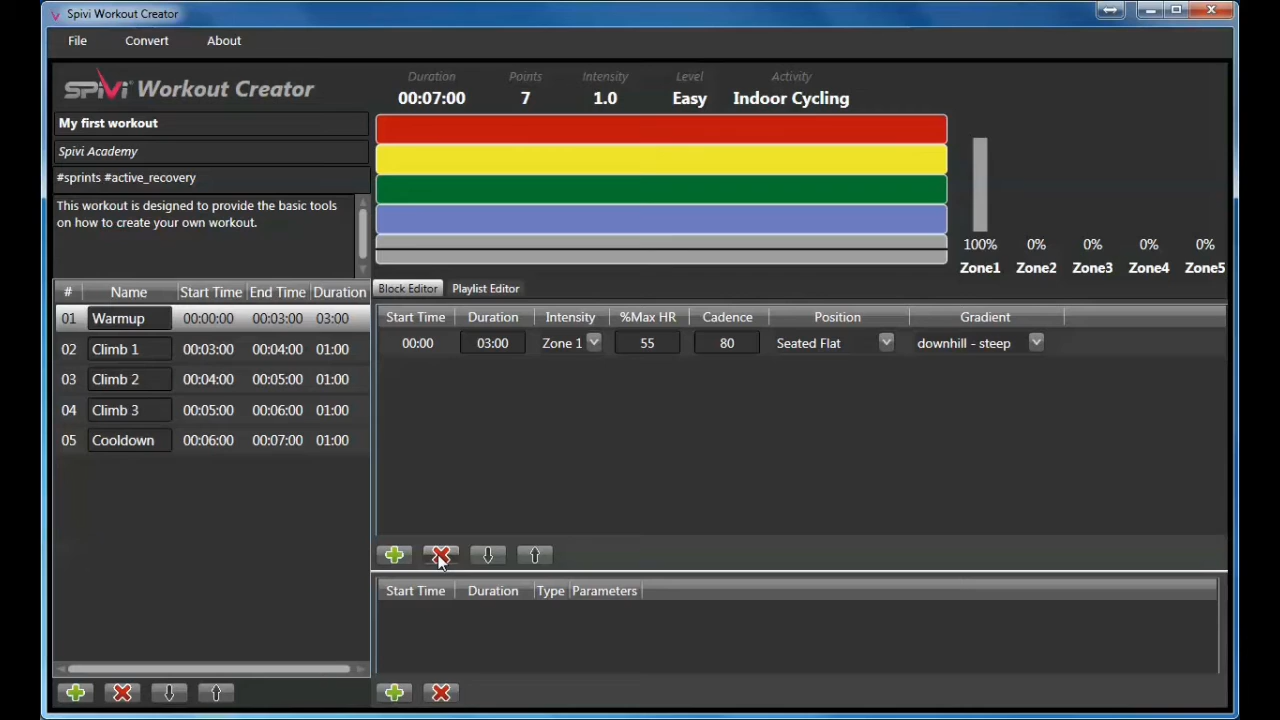 Spivi Workout Creator
File Convert About
SPiVi Workout Creator
Duration Points Intensity Level Activity
00:07:00 7 1.0 Easy Indoor Cycling
My first workout
Spivi Academy
#sprints #active_recovery
This workout is designed to provide the basic tools
on how to create your own workout.
100% 0% 0% 0% 0%
Zone1 Zone2 Zone3 Zone4 Zone5
# Name Start Time End Time Duration
01 Warmup 00:00:00 00:03:00 03:00
02 Climb 1 00:03:00 00:04:00 01:00
03 Climb 2 00:04:00 00:05:00 01:00
04 Climb 3 00:05:00 00:06:00 01:00
05 Cooldown 00:06:00 00:07:00 01:00
Block Editor Playlist Editor
Start Time Duration Intensity %Max HR Cadence Position Gradient
00:00 03:00 Zone 1 55 80 Seated Flat downhill - steep
Start Time Duration Type Parameters